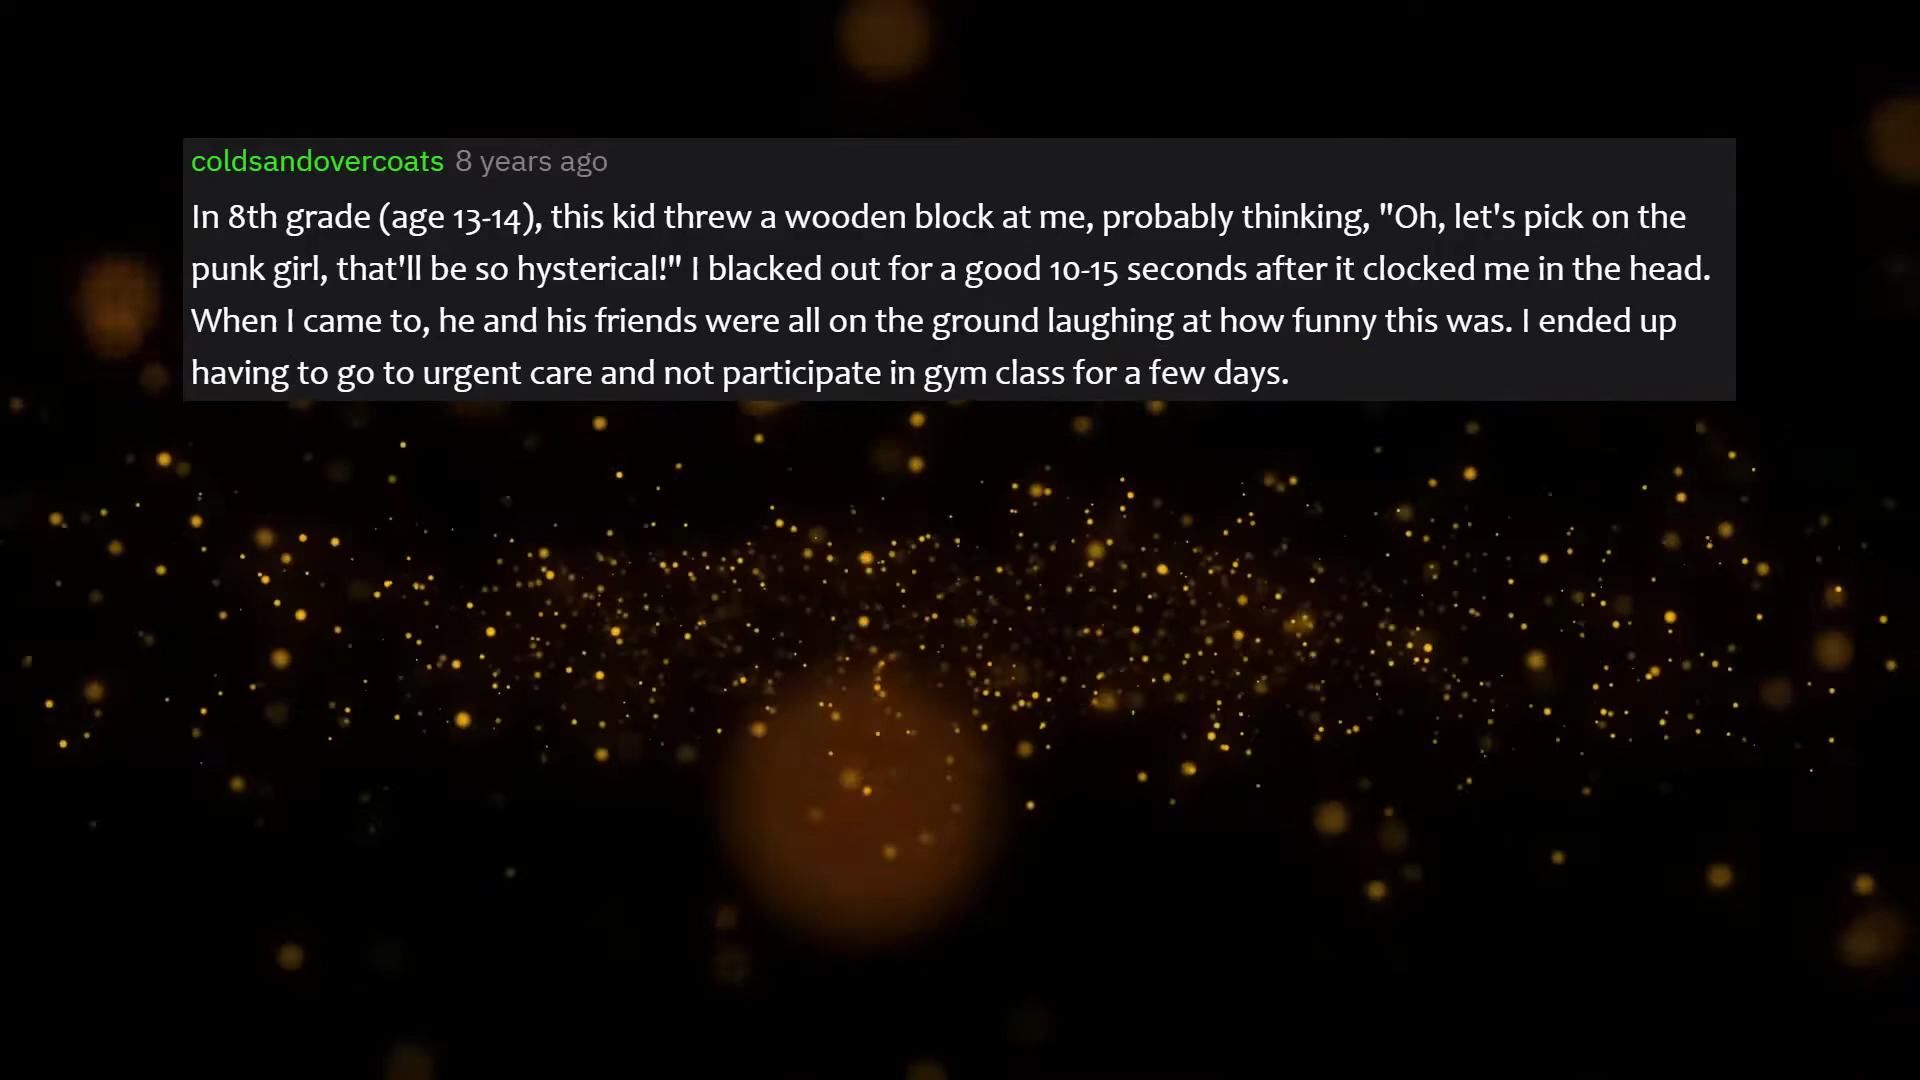 coldsandovercoats 8 years ago
In 8th grade (age 13-14), this kid threw a wooden block at me, probably thinking, "Oh, let's pick on the
punk girl, that'll be so hysterical!" I blacked out for a good 10-15 seconds after it clocked me in the head.
When I came to, he and his friends were all on the ground laughing at how funny this was. I ended up
having to go to urgent care and not participate in gym class for a few days.